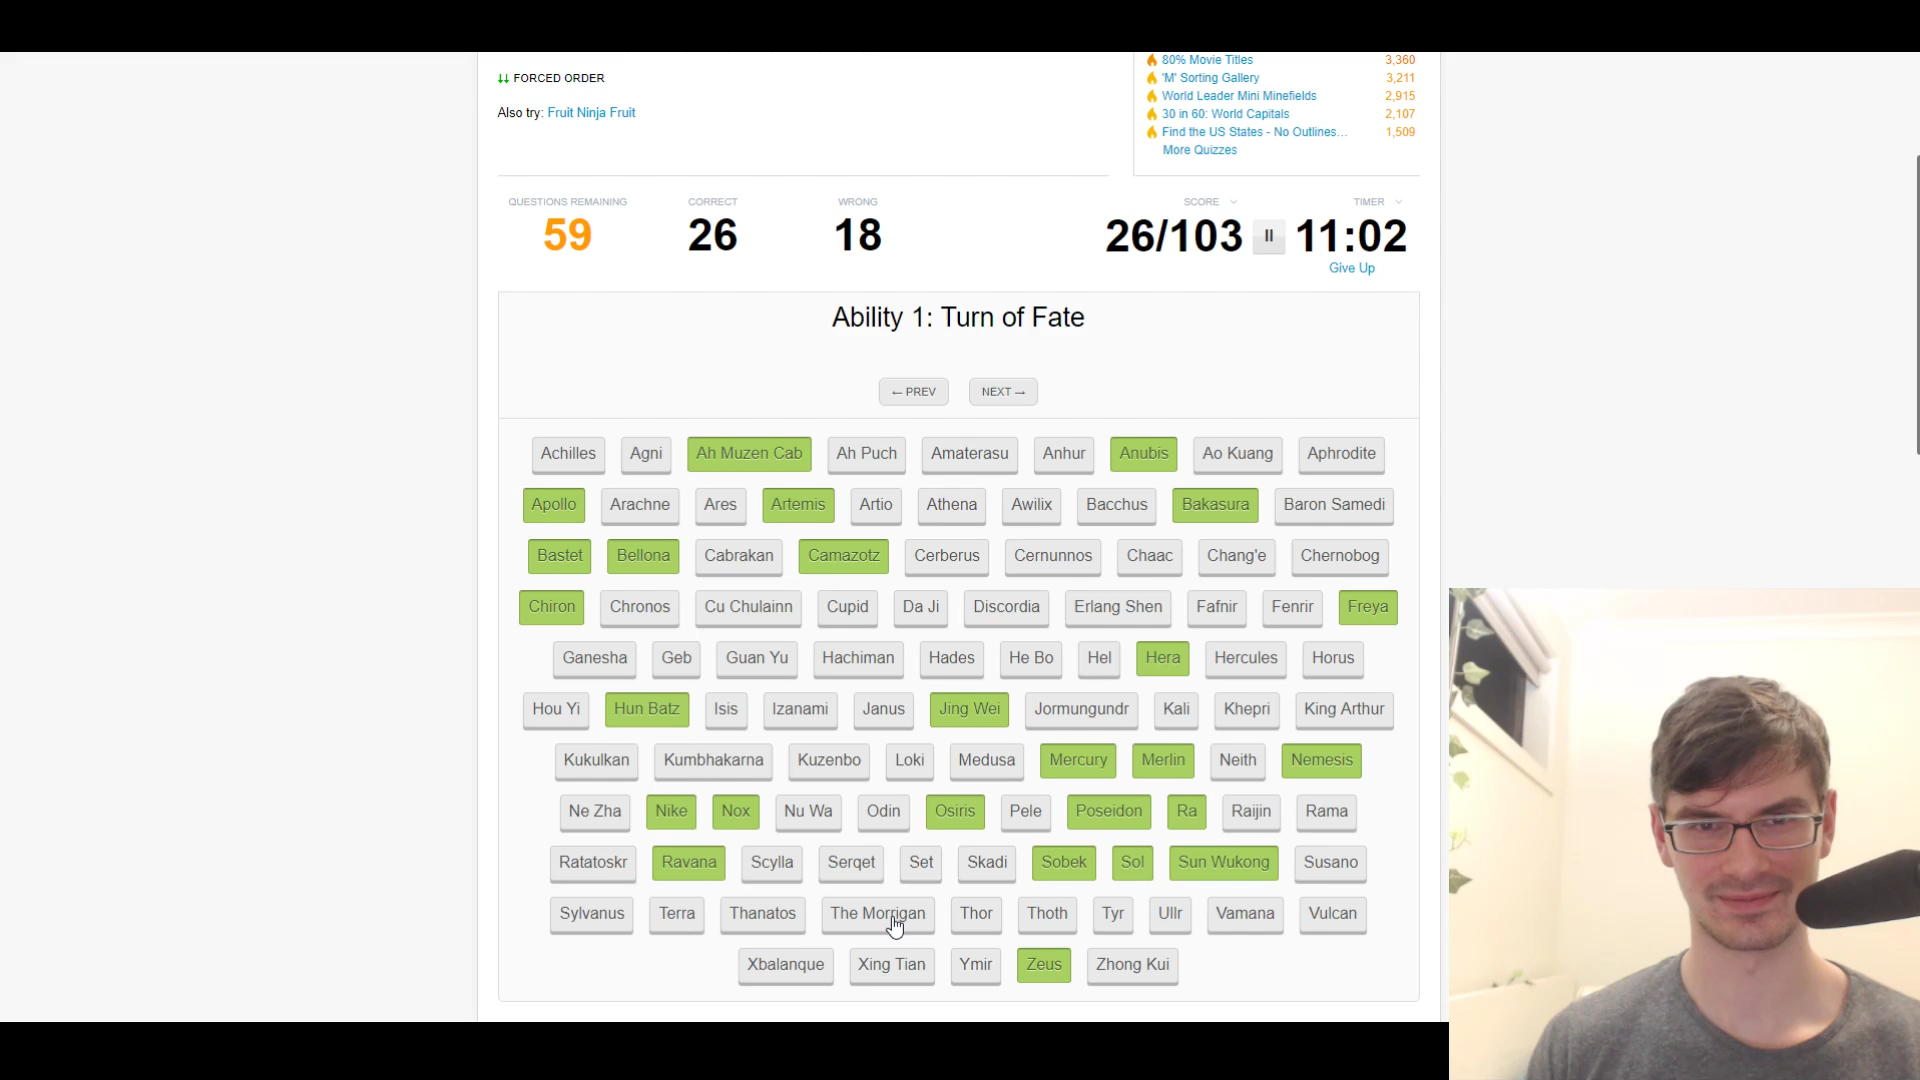 80% Movie Titles 3,360
↓↓ FORCED ORDER
'M' Sorting Gallery 3,211
World Leader Mini Minefields 2,915
Also try: Fruit Ninja Fruit
30 in 60: World Capitals 2,107
Find the US States - No Outlines... 1,509
More Quizzes
QUESTIONS REMAINING CORRECT WRONG SCORE TIMER
59 26 18 26/103 11:02
Give Up
Ability 1: Turn of Fate
← PREV NEXT →
Achilles Agni Ah Muzen Cab Ah Puch Amaterasu Anhur Anubis Ao Kuang Aphrodite
Apollo Arachne Ares Artemis Artio Athena Awilix Bacchus Bakasura Baron Samedi
Bastet Bellona Cabrakan Camazotz Cerberus Cernunnos Chaac Chang'e Chernobog
Chiron Chronos Cu Chulainn Cupid Da Ji Discordia Erlang Shen Fafnir Fenrir Freya
Ganesha Geb Guan Yu Hachiman Hades He Bo Hel Hera Hercules Horus
Hou Yi Hun Batz Isis Izanami Janus Jing Wei Jormungundr Kali Khepri King Arthur
Kukulkan Kumbhakarna Kuzenbo Loki Medusa Mercury Merlin Neith Nemesis
Ne Zha Nike Nox Nu Wa Odin Osiris Pele Poseidon Ra Raijin Rama
Ratatoskr Ravana Scylla Serqet Set Skadi Sobek Sol Sun Wukong Susano
Sylvanus Terra Thanatos The Morrigan Thor Thoth Tyr Ullr Vamana Vulcan
Xbalanque Xing Tian Ymir Zeus Zhong Kui